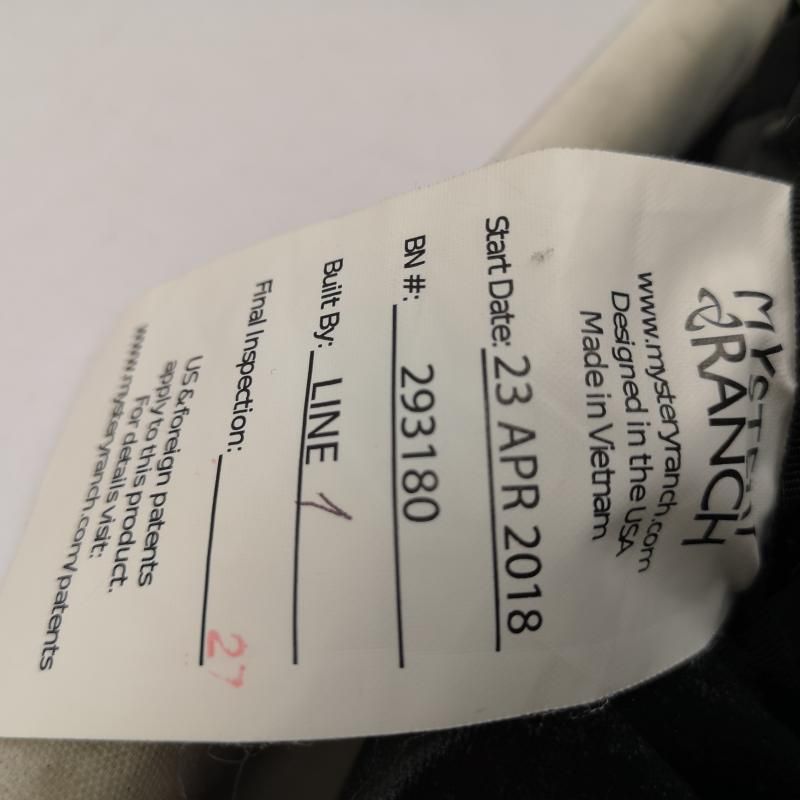 MYSTERY
RANCH
www.mysteryranch.com
Designed in the USA
Made in Vietnam
Start Date: 23 APR 2018
BN #: 293180
Built By: LINE 1
Final Inspection: 27
US & foreign patents
apply to this product.
For details visit:
www.mysteryranch.com/patents